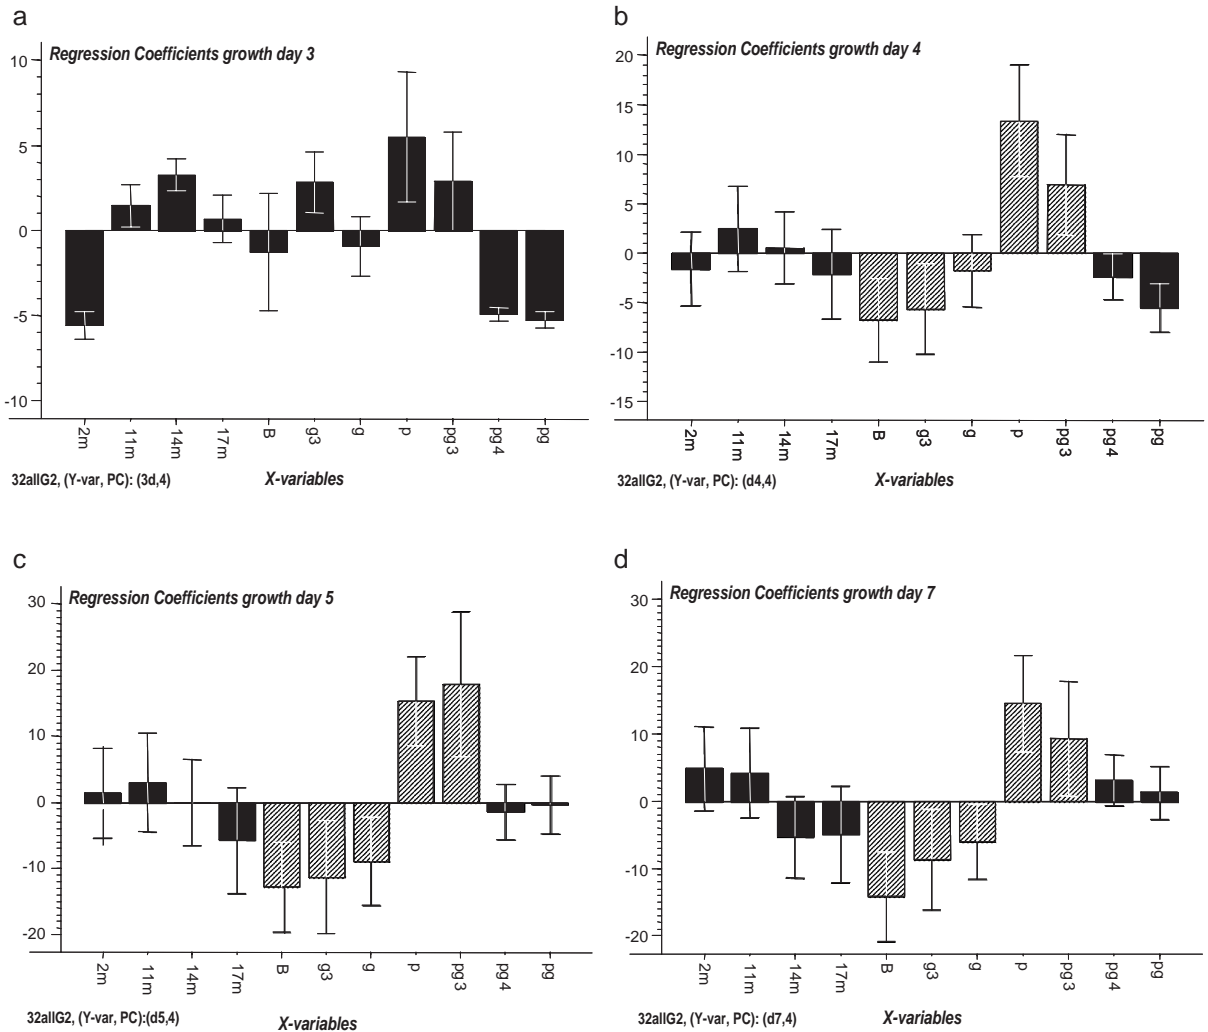 a
Regression Coefficients growth day 3
10
5
0
-5
-10
2m
11m
14m
17m
B
g3
g
p
pg3
pg4
pg
32allG2, (Y-var, PC): (3d,4)
X-variables
b
Regression Coefficients growth day 4
20
15
10
5
0
-5
-10
-15
2m
11m
14m
17m
B
g3
g
p
pg3
pg4
pg
32allG2, (Y-var, PC): (d4,4)
X-variables
c
Regression Coefficients growth day 5
30
20
10
0
-10
-20
2m
11m
14m
17m
B
g3
g
p
pg3
pg4
pg
32allG2, (Y-var, PC):(d5,4)
X-variables
d
Regression Coefficients growth day 7
30
20
10
0
-10
-20
2m
11m
14m
17m
B
g3
g
p
pg3
pg4
pg
32allG2, (Y-var, PC): (d7,4)
X-variables